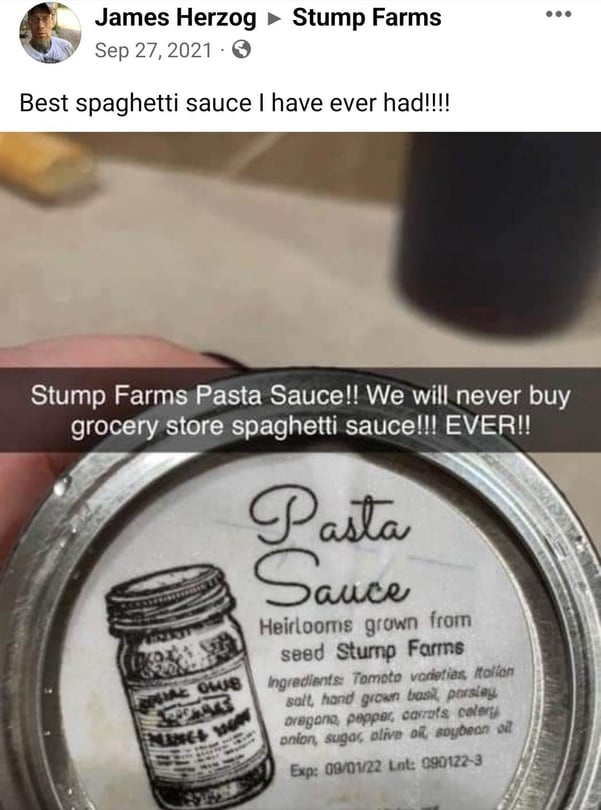 James Herzog ▸ Stump Farms
Sep 27, 2021 ·
Best spaghetti sauce I have ever had!!!!
Stump Farms Pasta Sauce!! We will never buy
grocery store spaghetti sauce!!! EVER!!
Pasta
Sauce
Heirlooms grown from
seed Stump Farms
Ingredients: Tomato varieties, Italian
salt, hand grown basil, parsley,
oregano, pepper, carrots, celery,
onion, sugar, olive oil, soybean oil
Exp: 09/01/22 Lot: 090122-3